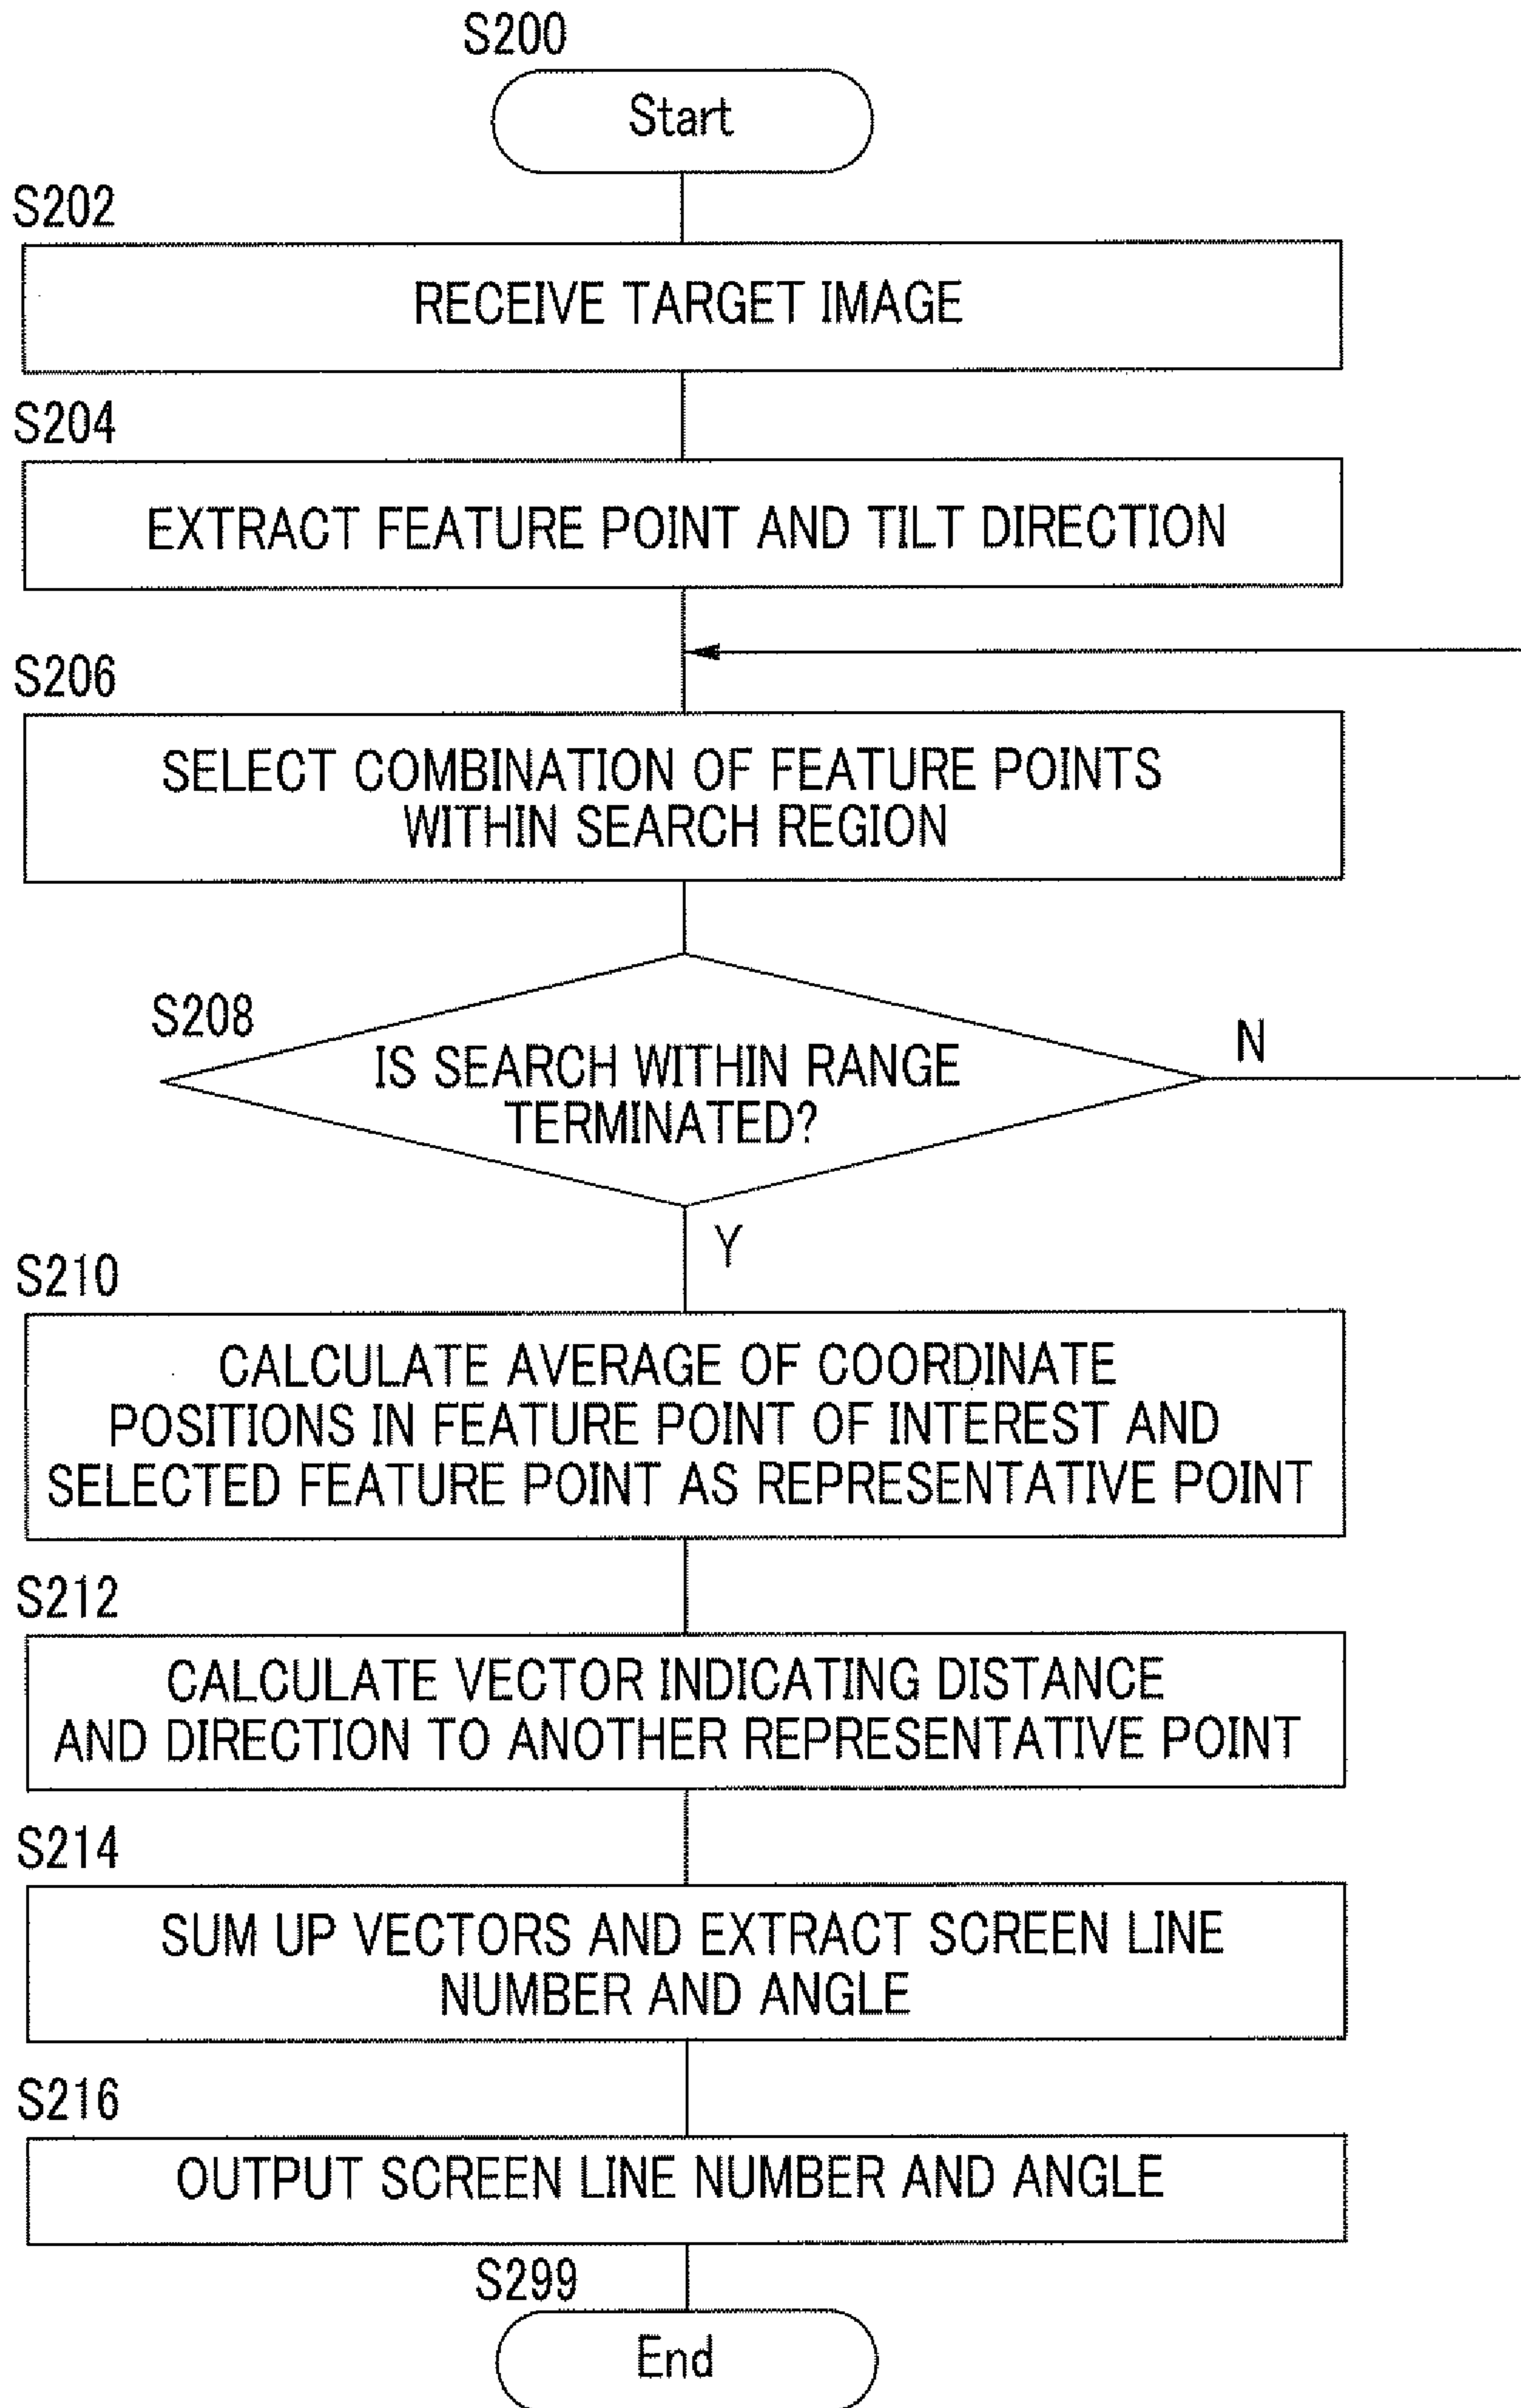 S200
Start
S202
RECEIVE TARGET IMAGE
S204
EXTRACT FEATURE POINT AND TILT DIRECTION
S206
SELECT COMBINATION OF FEATURE POINTS
WITHIN SEARCH REGION
S208
IS SEARCH WITHIN RANGE
TERMINATED?
N
Y
S210
CALCULATE AVERAGE OF COORDINATE
POSITIONS IN FEATURE POINT OF INTEREST AND
SELECTED FEATURE POINT AS REPRESENTATIVE POINT
S212
CALCULATE VECTOR INDICATING DISTANCE
AND DIRECTION TO ANOTHER REPRESENTATIVE POINT
S214
SUM UP VECTORS AND EXTRACT SCREEN LINE
NUMBER AND ANGLE
S216
OUTPUT SCREEN LINE NUMBER AND ANGLE
S299
End